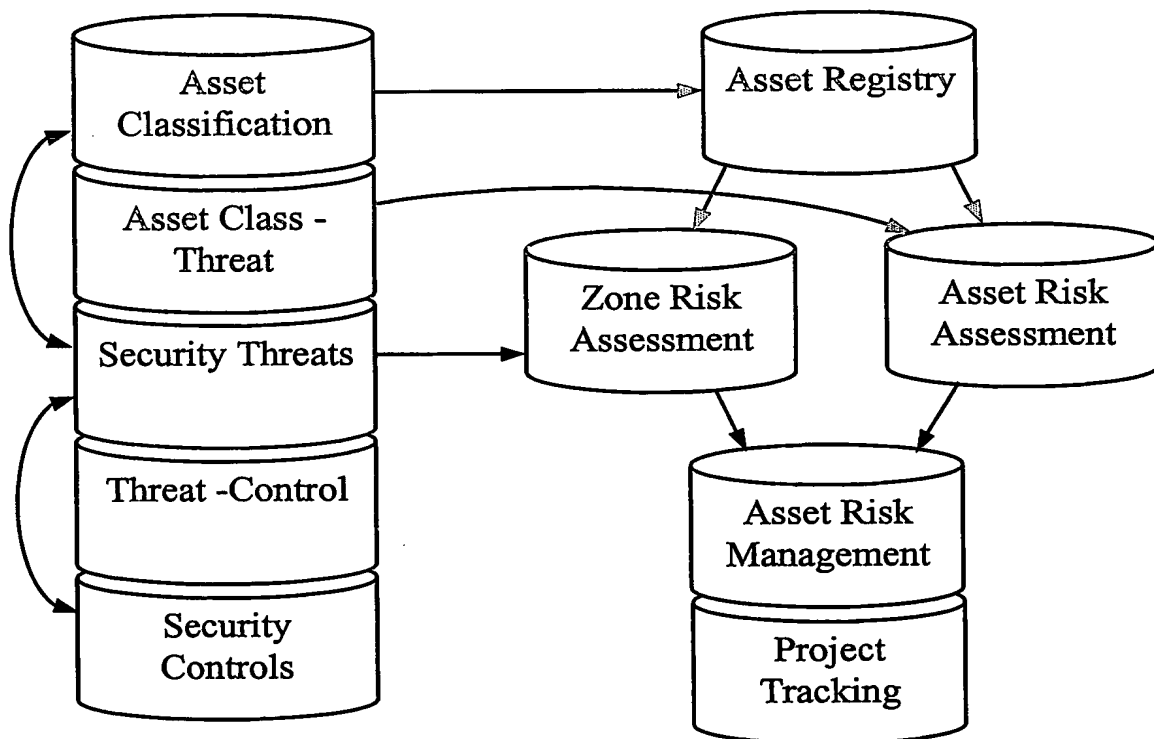 Asset
Classification
Asset Class -
Threat
Security Threats
Threat -Control
Security
Controls
Asset Registry
Zone Risk
Assessment
Asset Risk
Assessment
Asset Risk
Management
Project
Tracking